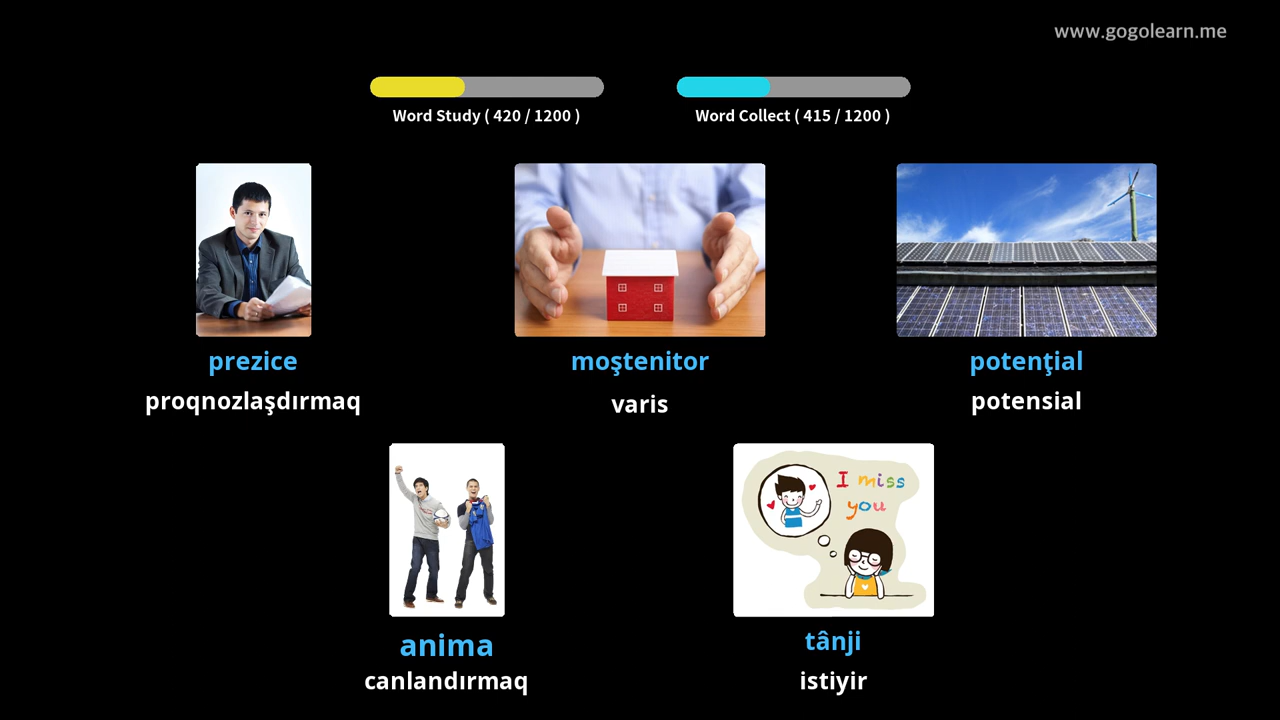 www.gogolearn.me
Word Study ( 420 / 1200 )
Word Collect ( 415 / 1200 )
prezice
proqnozlaşdırmaq
moştenitor
varis
potenţial
potensial
I miss
you
anima
canlandırmaq
tânji
istiyir